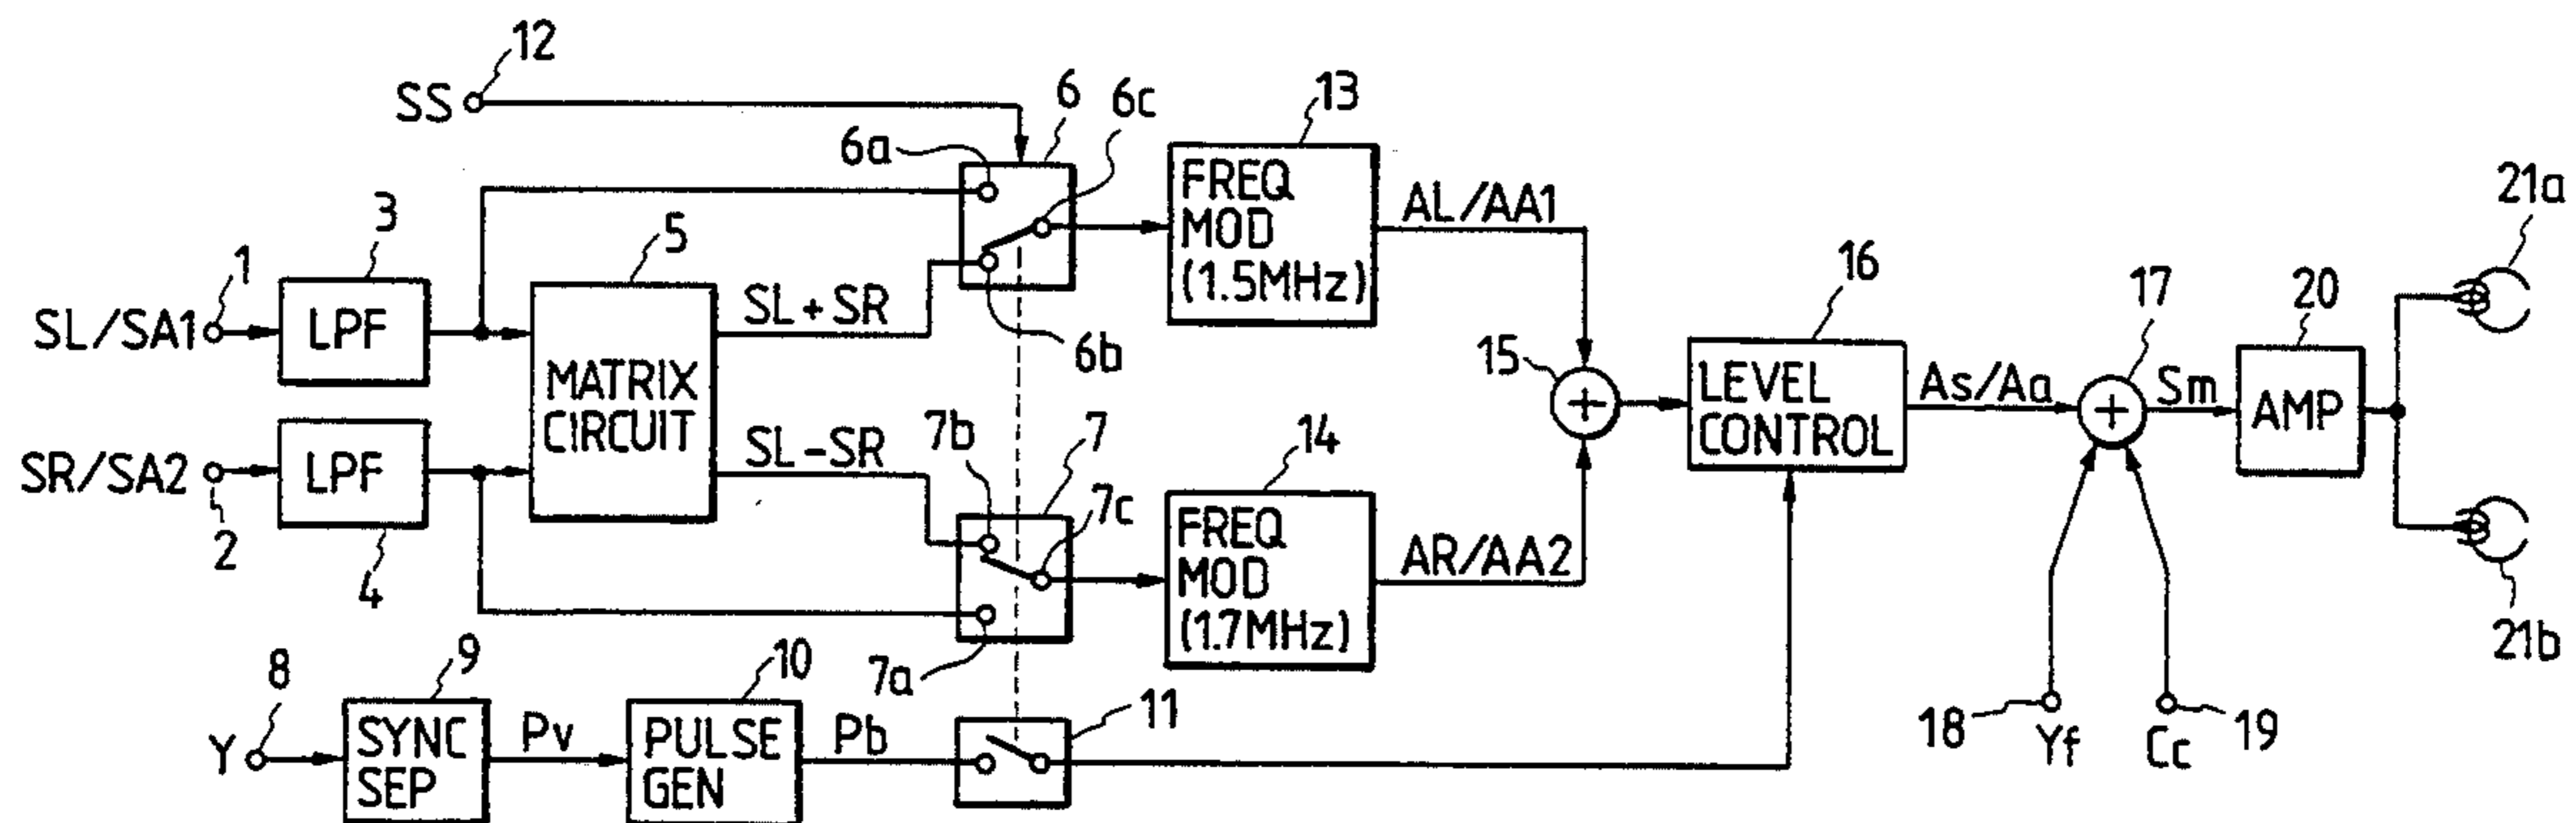 12
SS
6
6c
13
6a
FREQ
MOD
(1.5MHz)
AL/AA1
21a
3
5
1
SL/SA1
LPF
SL+SR
6b
16
17
20
MATRIX
CIRCUIT
15
+
LEVEL
CONTROL
As/Aa
+
Sm
AMP
SR/SA2
2
LPF
4
SL-SR
7b
7
7c
14
FREQ
MOD
(1.7MHz)
AR/AA2
7a
21b
8
9
10
11
18
19
Y
SYNC
SEP
Pv
PULSE
GEN
Pb
Yf
Cc